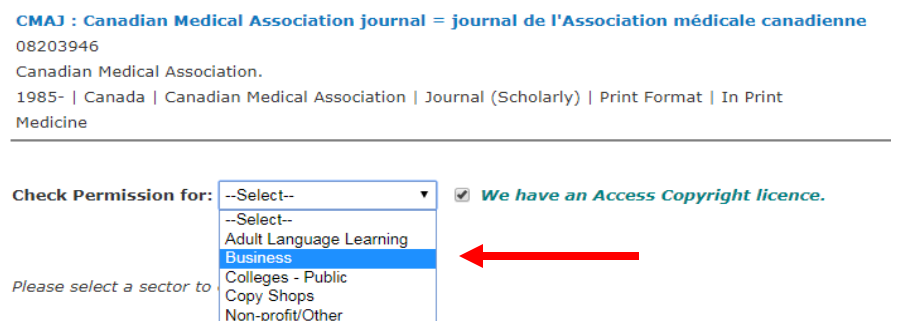 CMAJ : Canadian Medical Association journal = journal de l'Association médicale canadienne
08203946
Canadian Medical Association.
1985- | Canada | Canadian Medical Association | Journal (Scholarly) | Print Format | In Print
Medicine
Check Permission for: --Select-- We have an Access Copyright licence.
--Select--
Adult Language Learning
Business
Colleges - Public
Please select a sector to
Copy Shops
Non-profit/Other